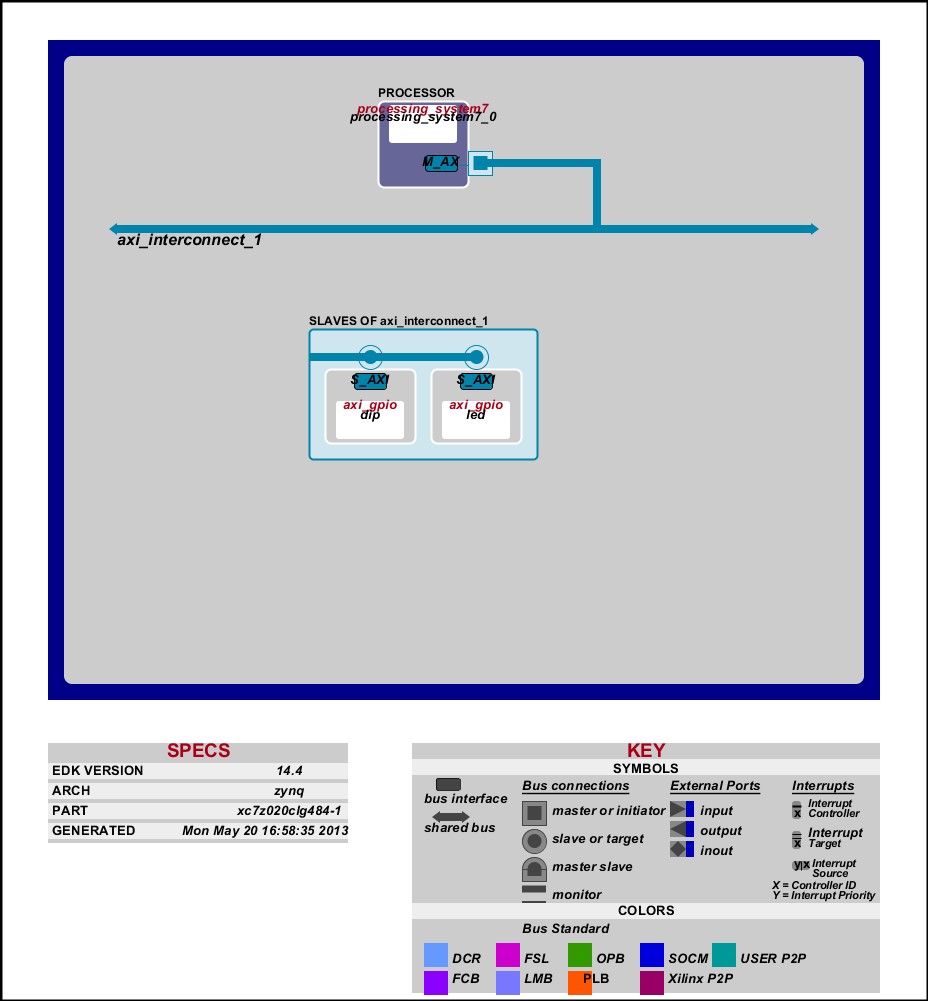 PROCESSOR
processing_system7
processing_system7_0
M_AXI
axi_interconnect_1
SLAVES OF axi_interconnect_1
S_AXI S_AXI
axi_gpio axi_gpio
dip led
SPECS
EDK VERSION 14.4
ARCH zynq
PART xc7z020clg484-1
GENERATED Mon May 20 16:58:35 2013
KEY
SYMBOLS
bus interface
shared bus
Bus connections
master or initiator
slave or target
master slave
monitor
External Ports
input
output
inout
Interrupts
Interrupt
Controller
x
Interrupt
Target
x
y x Interrupt
Source
X = Controller ID
Y = Interrupt Priority
COLORS
Bus Standard
DCR FSL OPB SOCM USER P2P
FCB LMB PLB Xilinx P2P